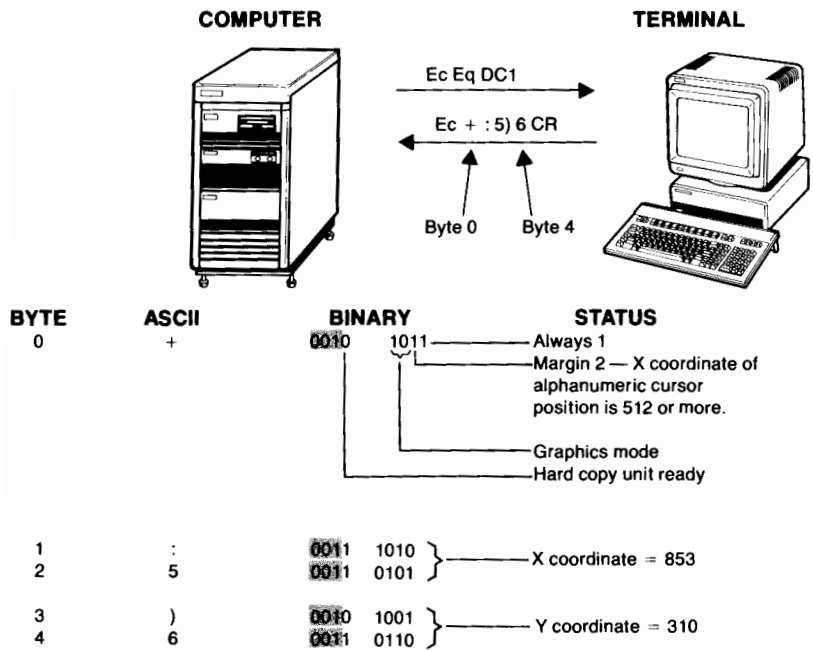 COMPUTER TERMINAL
Ec Eq DC1
Ec + : 5) 6 CR
Byte 0 Byte 4
BYTE ASCII BINARY STATUS
0 + 0010 1011 Always 1
Margin 2 — X coordinate of
alphanumeric cursor
position is 512 or more.
Graphics mode
Hard copy unit ready
1 : 0011 1010
X coordinate = 853
2 5 0011 0101
3 ) 0010 1001
Y coordinate = 310
4 6 0011 0110